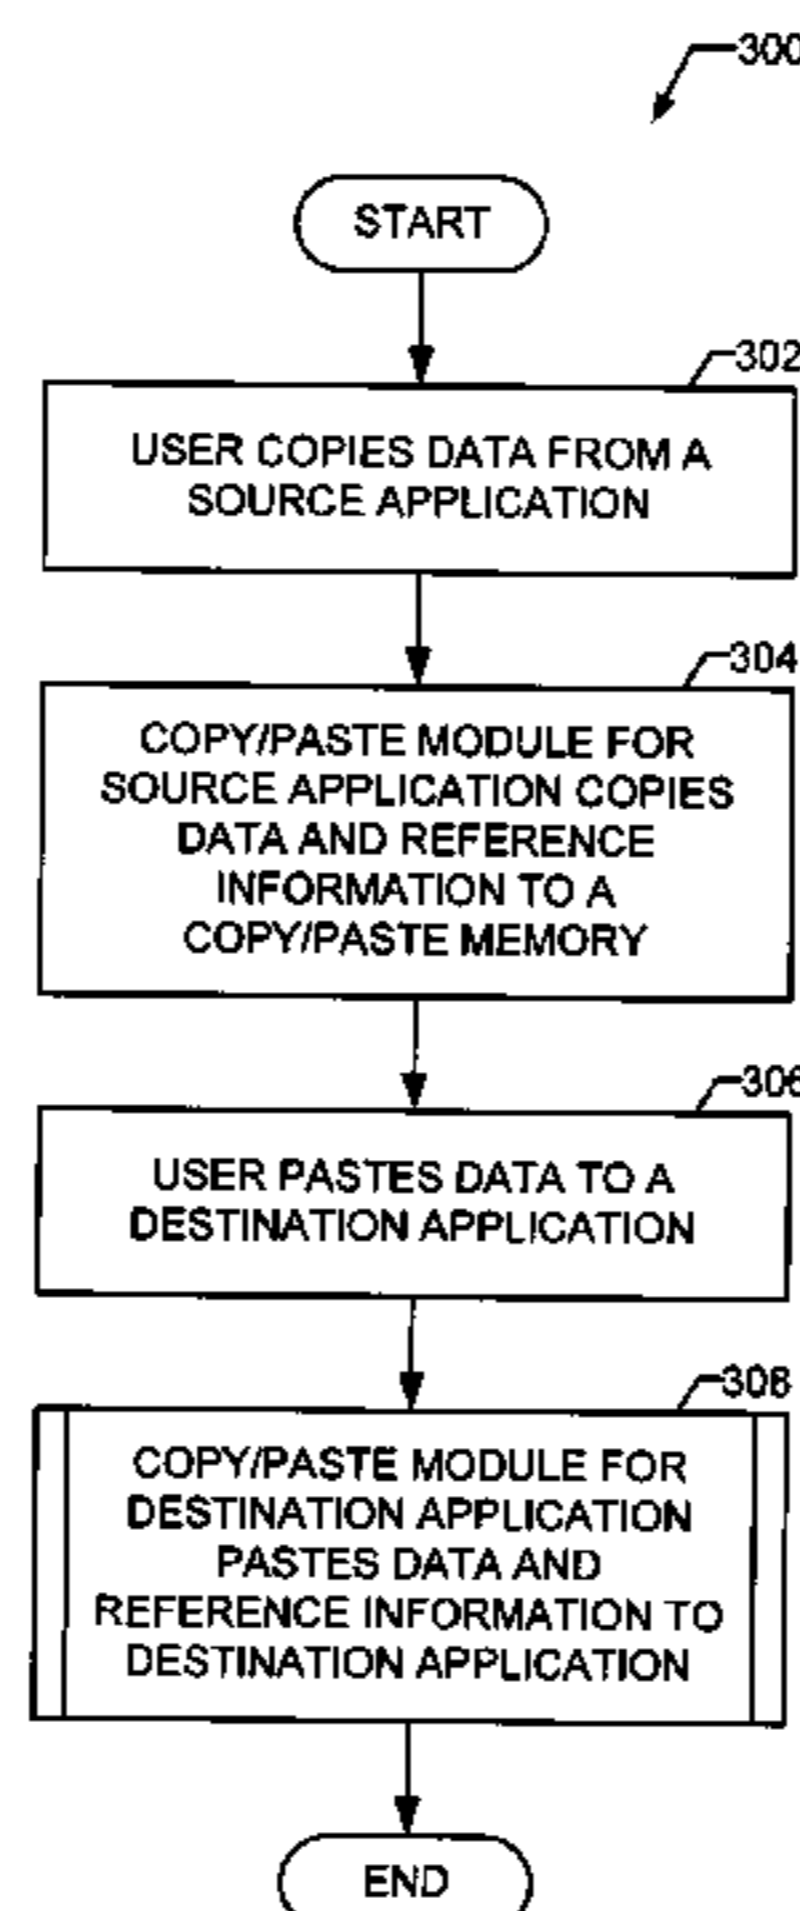 300
START
302
USER COPIES DATA FROM A
SOURCE APPLICATION
304
COPY/PASTE MODULE FOR
SOURCE APPLICATION COPIES
DATA AND REFERENCE
INFORMATION TO A
COPY/PASTE MEMORY
306
USER PASTES DATA TO A
DESTINATION APPLICATION
308
COPY/PASTE MODULE FOR
DESTINATION APPLICATION
PASTES DATA AND
REFERENCE INFORMATION TO
DESTINATION APPLICATION
END